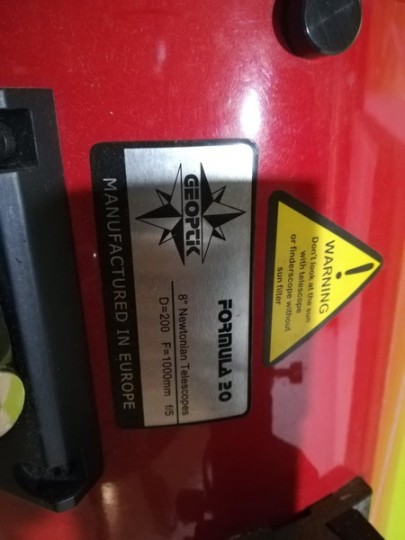 GEOPTIK
FORMULA 20
8" Newtonian Telescopes
D=200 F=1000mm f/5
MANUFACTURED IN EUROPE
WARNING
Don't look at the sun
with telescope
or finderscope without
sun filter